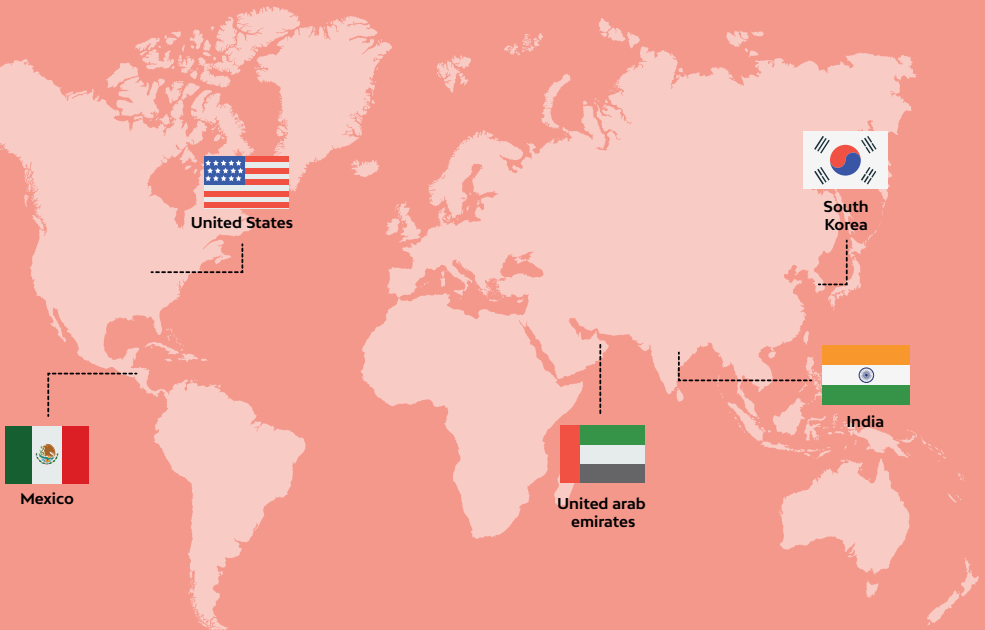 United States
South
Korea
India
Mexico
United arab
emirates